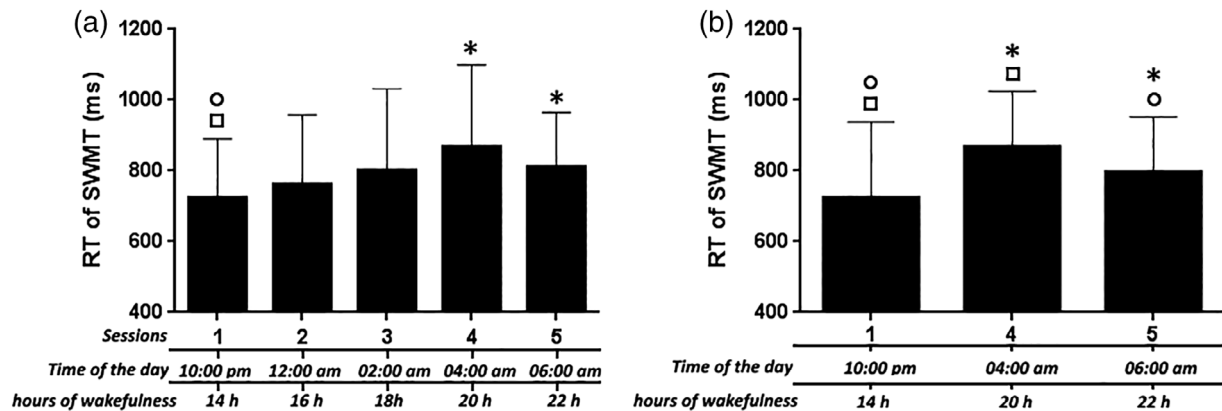 (a)
RT of SWMT (ms)
1200
1000
800
600
400
*
*
Sessions 1 2 3 4 5
Time of the day 10:00 pm 12:00 am 02:00 am 04:00 am 06:00 am
hours of wakefulness 14 h 16 h 18h 20 h 22 h
(b)
RT of SWMT (ms)
1200
1000
800
600
400
*
*
1 4 5
Time of the day 10:00 pm 04:00 am 06:00 am
hours of wakefulness 14 h 20 h 22 h